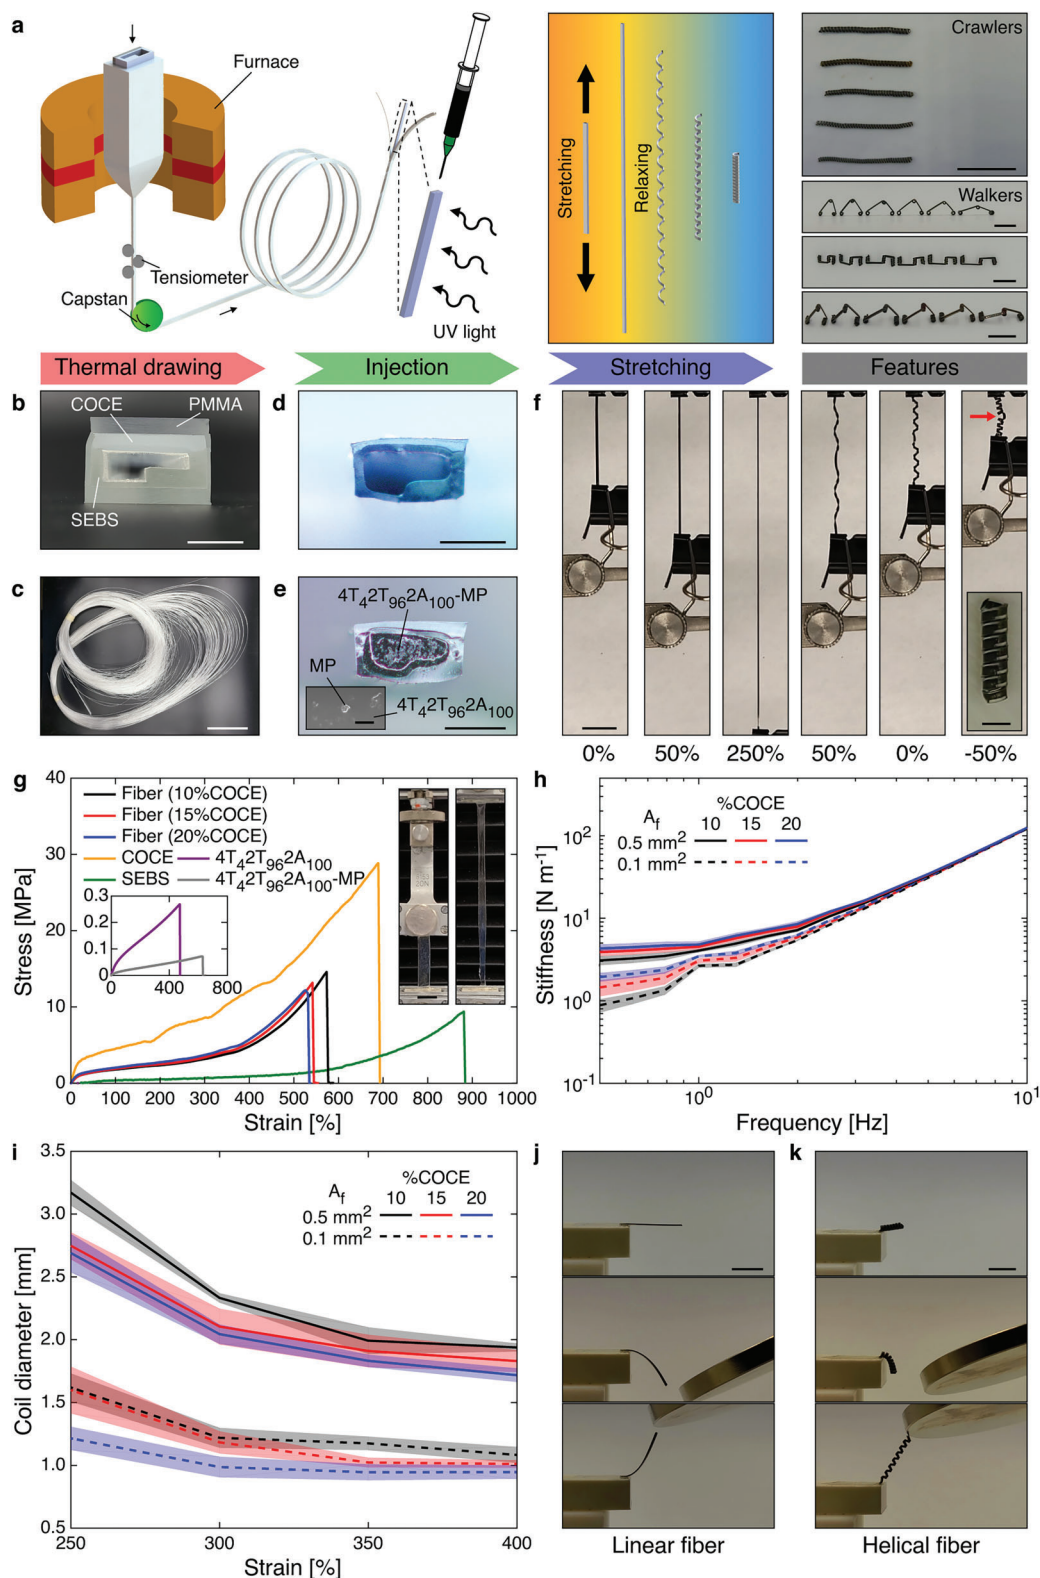 a
Furnace
Tensiometer
Capstan
UV light
Stretching
Relaxing
Crawlers
Walkers
Thermal drawing
Injection
Stretching
Features
b
COCE
PMMA
SEBS
c
d
e
4T₄2T₉₆2A₁₀₀-MP
MP
4T₄2T₉₆2A₁₀₀
f
0%
50%
250%
50%
0%
-50%
g
Stress [MPa]
40
30
20
10
0
Fiber (10%COCE)
Fiber (15%COCE)
Fiber (20%COCE)
COCE
4T₄2T₉₆2A₁₀₀
SEBS
4T₄2T₉₆2A₁₀₀-MP
0.3
0.2
0.1
0
0 400 800
0 100 200 300 400 500 600 700 800 900 1000
Strain [%]
h
Stiffness [N m⁻¹]
10²
10¹
10⁰
10⁻¹
%COCE
A_f 10 15 20
0.5 mm²
0.1 mm²
10⁰ 10¹
Frequency [Hz]
i
Coil diameter [mm]
3.5
3.0
2.5
2.0
1.5
1.0
0.5
%COCE
A_f 10 15 20
0.5 mm²
0.1 mm²
250 300 350 400
Strain [%]
j
Linear fiber
k
Helical fiber